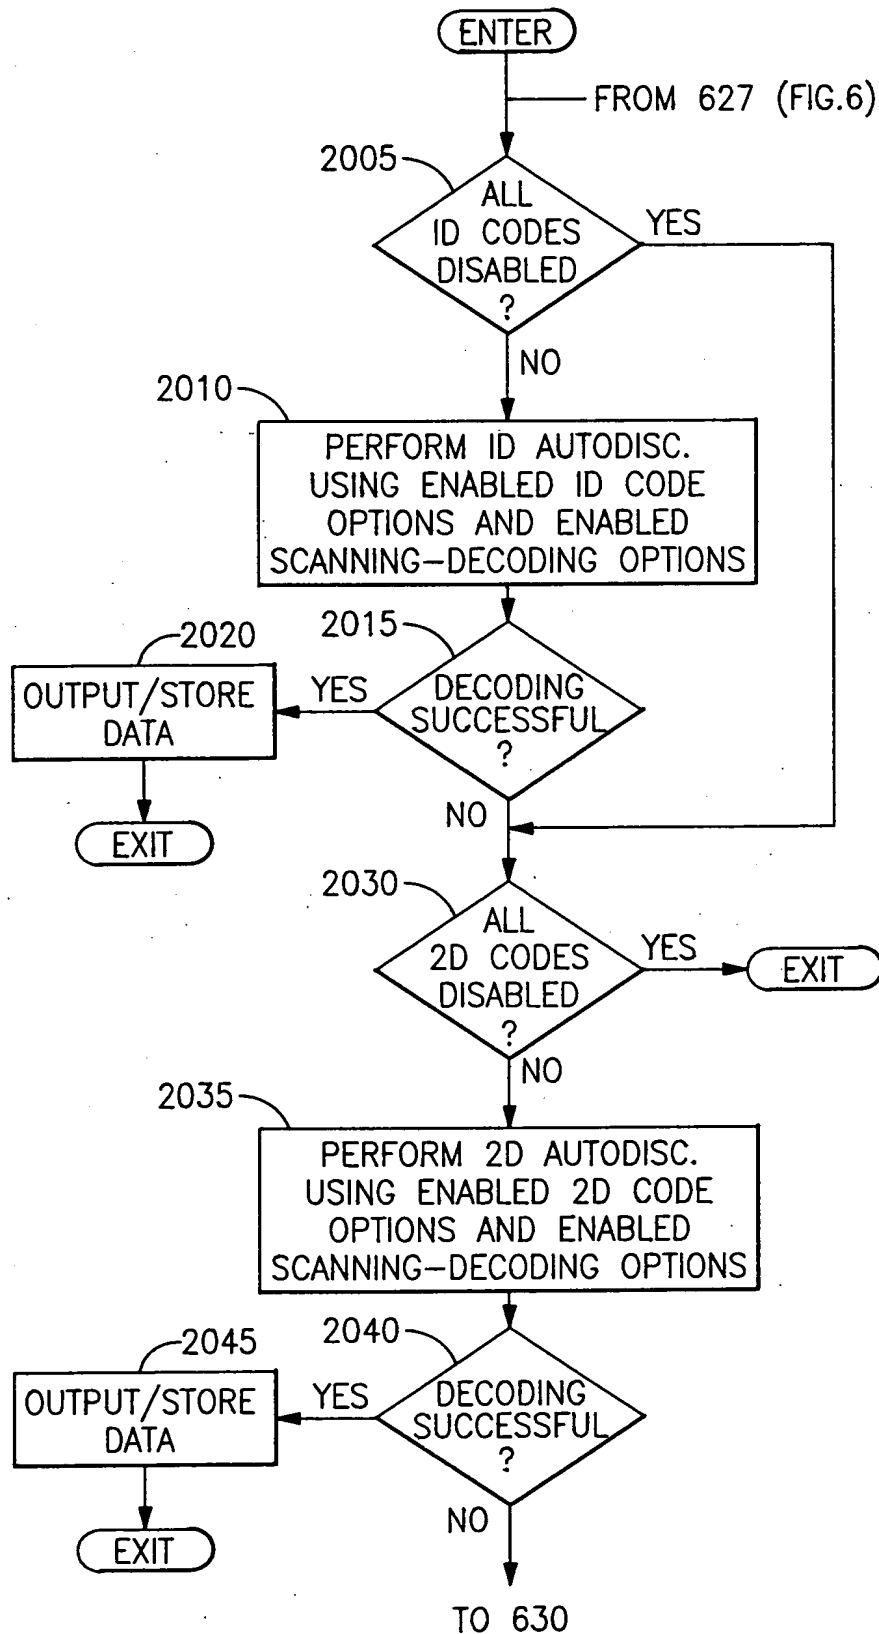 ENTER
FROM 627 (FIG.6)
2005
ALL
1D CODES
DISABLED
?
YES
NO
2010
PERFORM 1D AUTODISC.
USING ENABLED 1D CODE
OPTIONS AND ENABLED
SCANNING-DECODING OPTIONS
2015
DECODING
SUCCESSFUL
?
YES
2020
OUTPUT/STORE
DATA
EXIT
NO
2030
ALL
2D CODES
DISABLED
?
YES
EXIT
NO
2035
PERFORM 2D AUTODISC.
USING ENABLED 2D CODE
OPTIONS AND ENABLED
SCANNING-DECODING OPTIONS
2040
DECODING
SUCCESSFUL
?
YES
2045
OUTPUT/STORE
DATA
EXIT
NO
TO 630